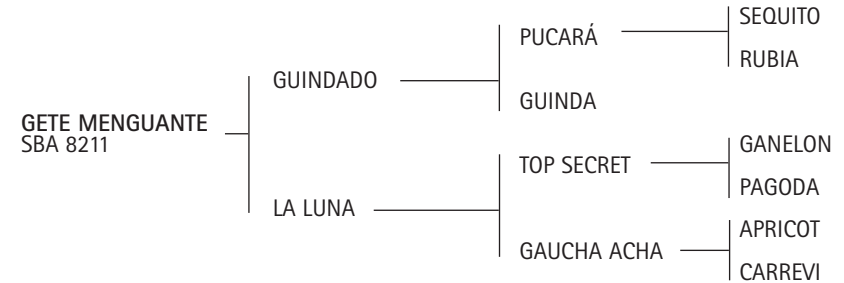 GETE MENGUANTE
SBA 8211
GUINDADO
LA LUNA
PUCARÁ
GUINDA
TOP SECRET
GAUCHA ACHA
SEQUITO
RUBIA
GANELON
PAGODA
APRICOT
CARREVI